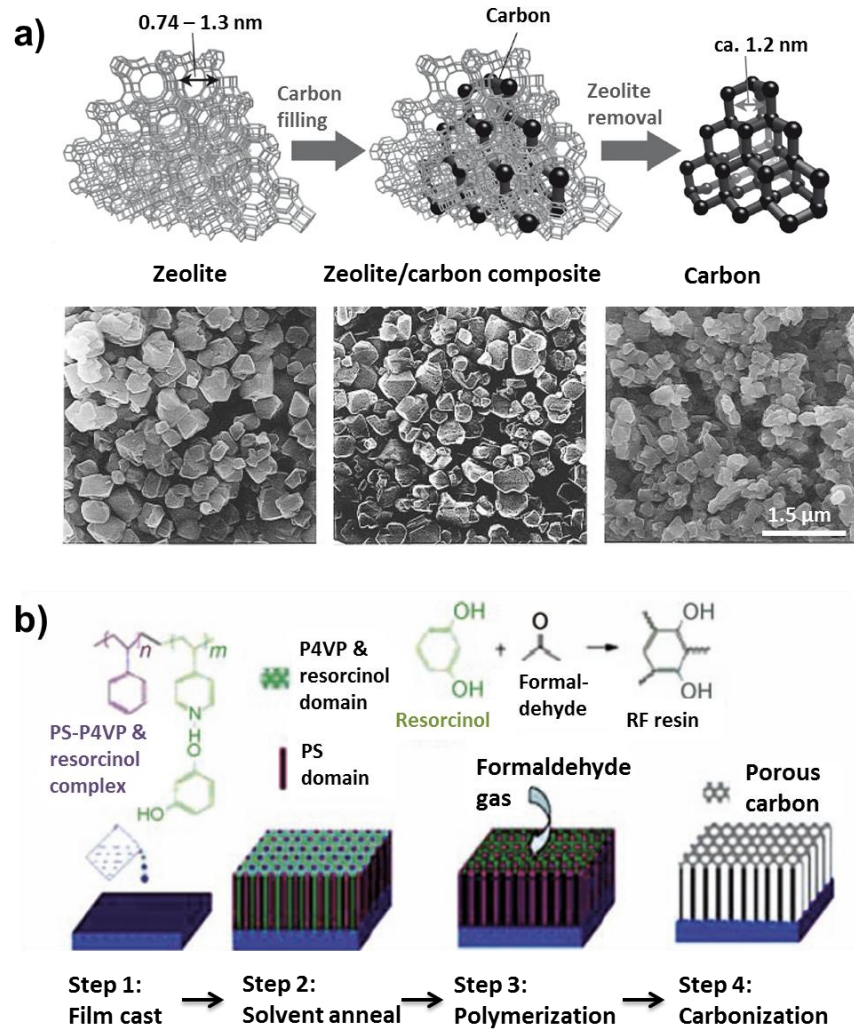 a)
0.74 – 1.3 nm
Carbon
ca. 1.2 nm
Carbon
filling
Zeolite
removal
Zeolite
Zeolite/carbon composite
Carbon
1.5 µm
b)
n
m
N
H
O
HO
PS-P4VP &
resorcinol
complex
P4VP &
resorcinol
domain
PS
domain
OH
OH
Resorcinol
+
O
Formal-
dehyde
OH
OH
RF resin
Formaldehyde
gas
Porous
carbon
Step 1:
Film cast
Step 2:
Solvent anneal
Step 3:
Polymerization
Step 4:
Carbonization